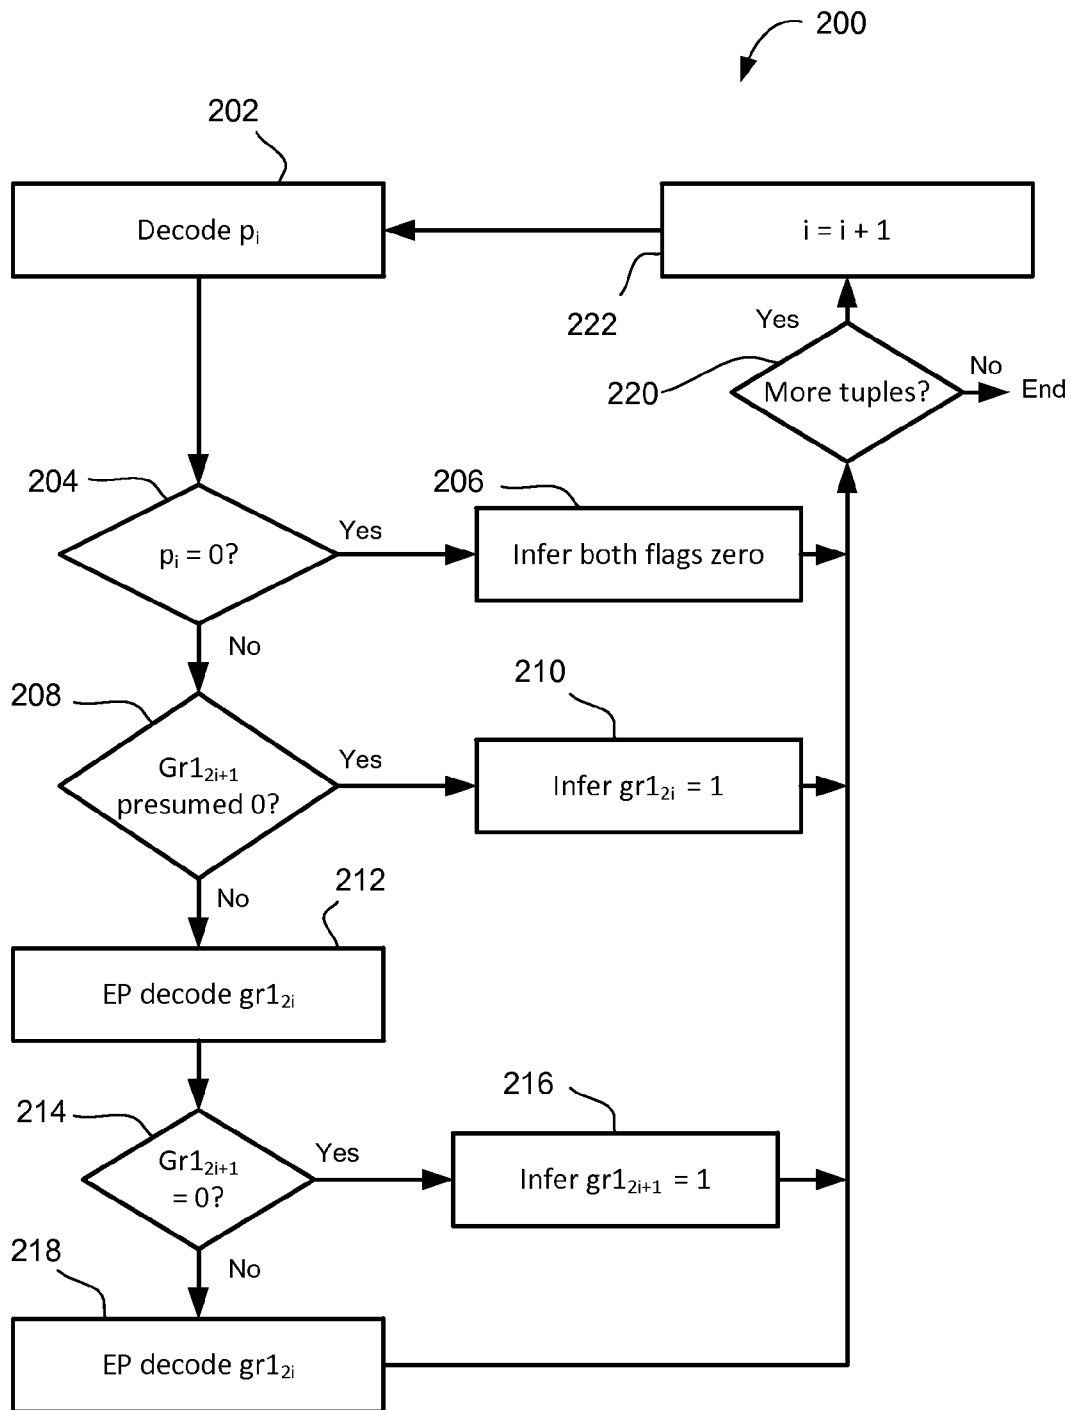 200
202
Decode pᵢ
i = i + 1
222
Yes
220
More tuples?
No
End
204
pᵢ = 0?
Yes
206
Infer both flags zero
No
208
Gr1₂ᵢ₊₁
presumed 0?
Yes
210
Infer gr1₂ᵢ = 1
No
212
EP decode gr1₂ᵢ
214
Gr1₂ᵢ₊₁
= 0?
Yes
216
Infer gr1₂ᵢ₊₁ = 1
No
218
EP decode gr1₂ᵢ